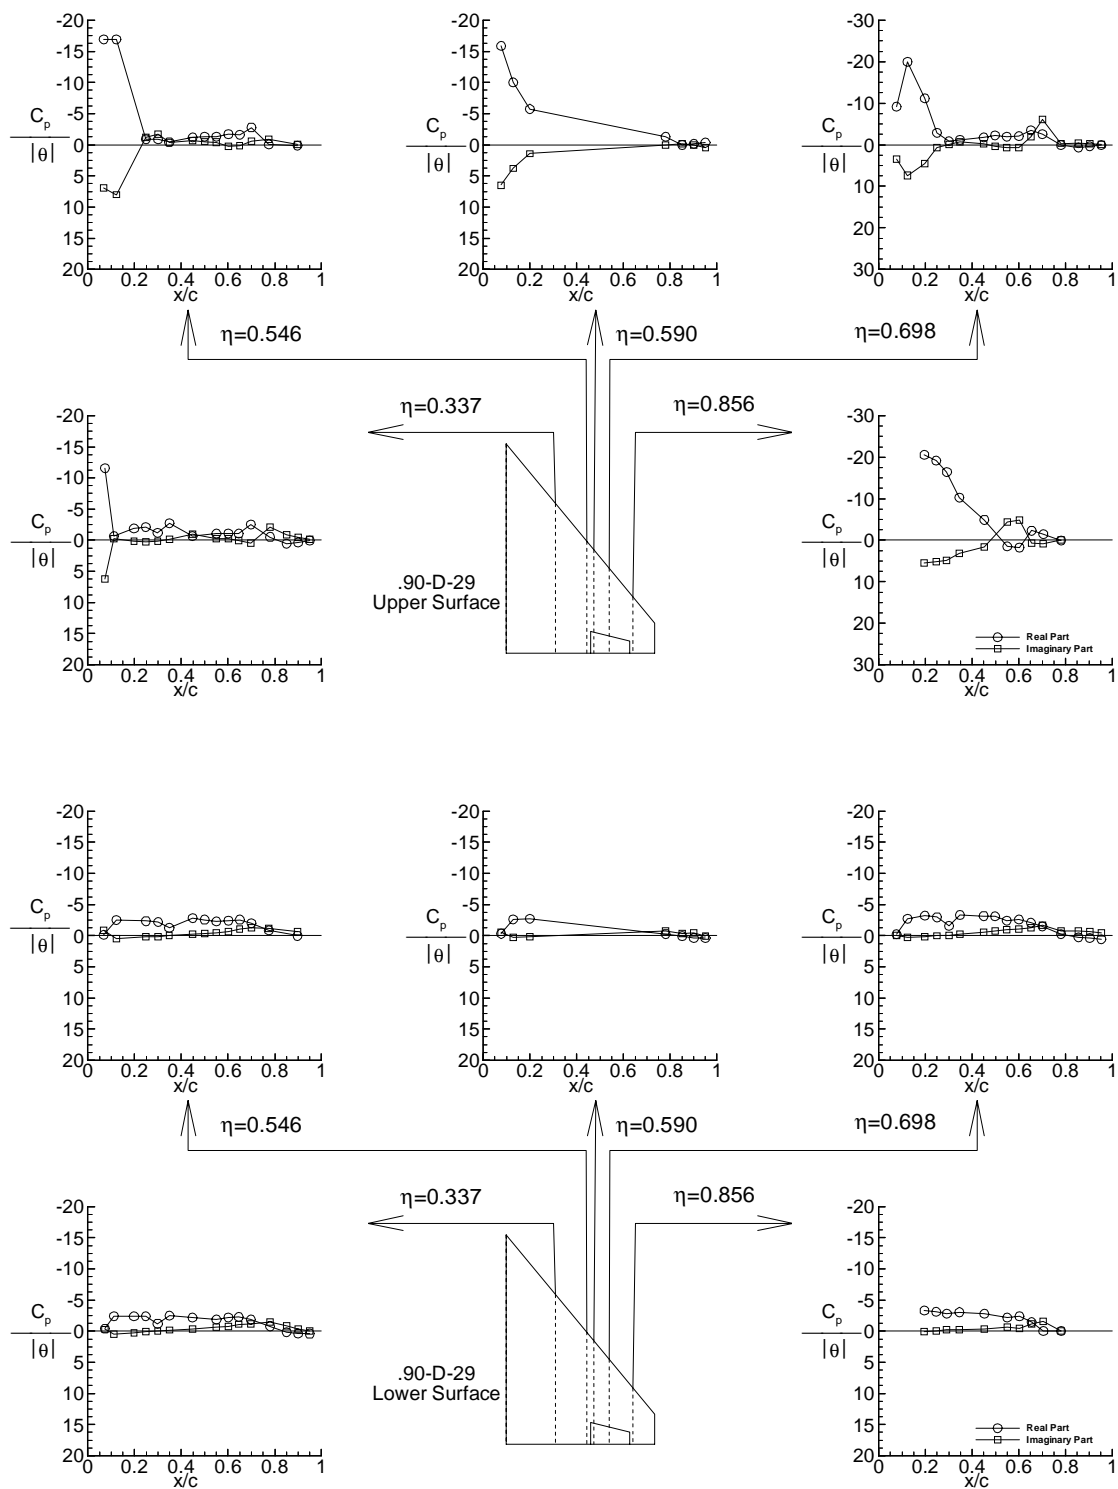 -20
-15
-10
-5
0
5
10
15
20
C_p
|θ|
0 0.2 0.4 0.6 0.8 1
x/c
-20
-15
-10
-5
0
5
10
15
20
C_p
|θ|
0 0.2 0.4 0.6 0.8 1
x/c
-30
-20
-10
0
10
20
30
C_p
|θ|
0 0.2 0.4 0.6 0.8 1
x/c
η=0.546
η=0.590
η=0.698
η=0.337
η=0.856
-20
-15
-10
-5
0
5
10
15
20
C_p
|θ|
0 0.2 0.4 0.6 0.8 1
x/c
.90-D-29
Upper Surface
-30
-20
-10
0
10
20
30
C_p
|θ|
Real Part
Imaginary Part
0 0.2 0.4 0.6 0.8 1
x/c
-20
-15
-10
-5
0
5
10
15
20
C_p
|θ|
0 0.2 0.4 0.6 0.8 1
x/c
-20
-15
-10
-5
0
5
10
15
20
C_p
|θ|
0 0.2 0.4 0.6 0.8 1
x/c
-20
-15
-10
-5
0
5
10
15
20
C_p
|θ|
0 0.2 0.4 0.6 0.8 1
x/c
η=0.546
η=0.590
η=0.698
η=0.337
η=0.856
-20
-15
-10
-5
0
5
10
15
20
C_p
|θ|
0 0.2 0.4 0.6 0.8 1
x/c
.90-D-29
Lower Surface
-20
-15
-10
-5
0
5
10
15
20
C_p
|θ|
Real Part
Imaginary Part
0 0.2 0.4 0.6 0.8 1
x/c